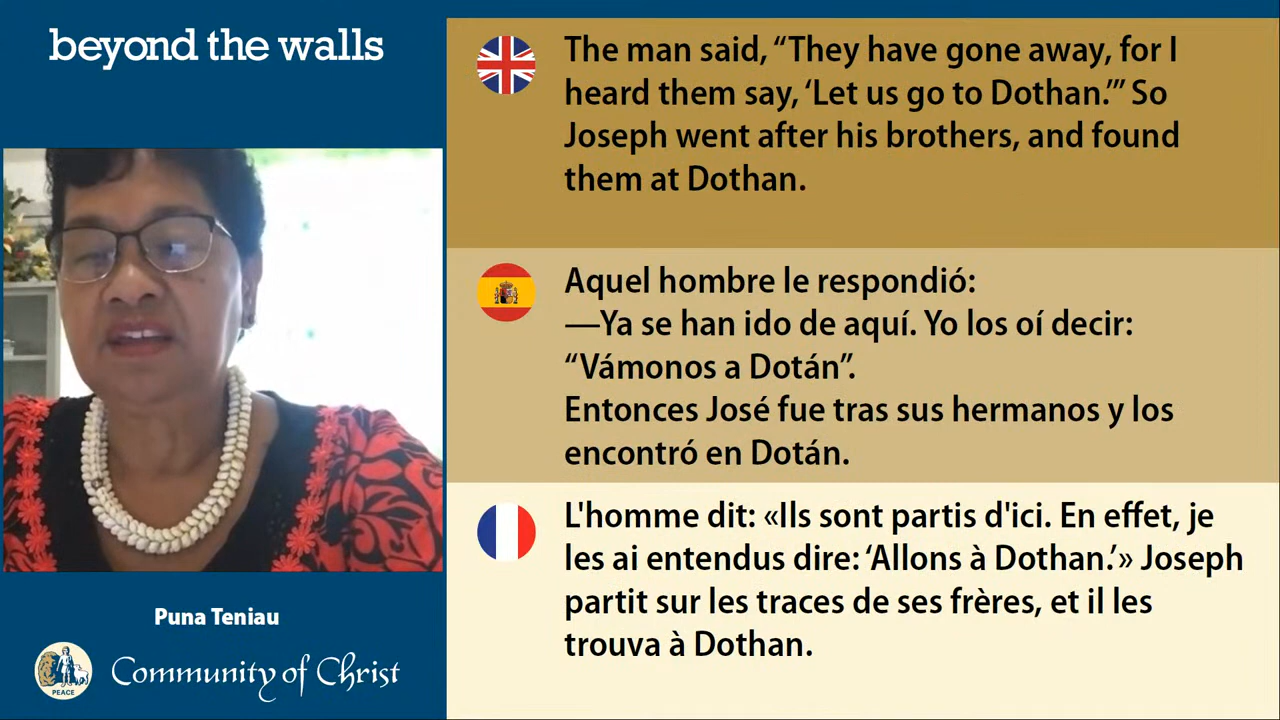 beyond the walls
The man said, “They have gone away, for I
heard them say, ‘Let us go to Dothan.’” So
Joseph went after his brothers, and found
them at Dothan.
Aquel hombre le respondió:
—Ya se han ido de aquí. Yo los oí decir:
“Vámonos a Dotán”.
Entonces José fue tras sus hermanos y los
encontró en Dotán.
L'homme dit: «Ils sont partis d'ici. En effet, je
les ai entendus dire: ‘Allons à Dothan.’» Joseph
partit sur les traces de ses frères, et il les
trouva à Dothan.
Puna Teniau
PEACE
Community of Christ